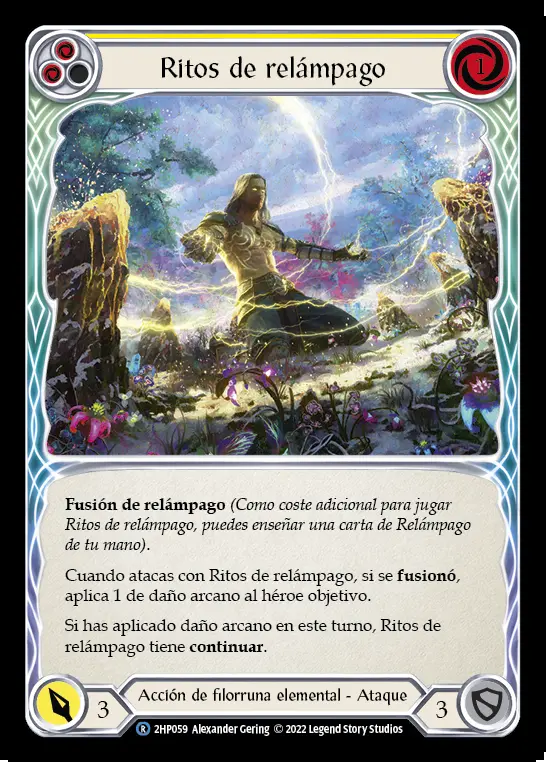 Ritos de relámpago
1
Fusión de relámpago (Como coste adicional para jugar
Ritos de relámpago, puedes enseñar una carta de Relámpago
de tu mano).
Cuando atacas con Ritos de relámpago, si se fusionó,
aplica 1 de daño arcano al héroe objetivo.
Si has aplicado daño arcano en este turno, Ritos de
relámpago tiene continuar.
3
Acción de filorruna elemental - Ataque
3
R 2HP059 Alexander Gering © 2022 Legend Story Studios